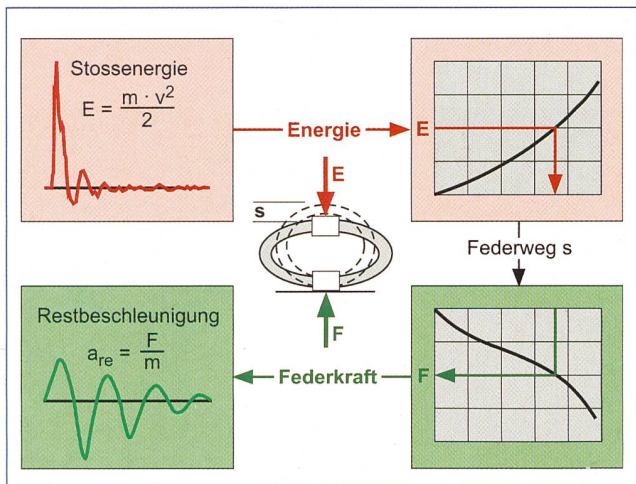 Stossenergie
E = m · v² / 2
Energie
E
E
s
Federweg s
Restbeschleunigung
a_re = F / m
F
Federkraft
F